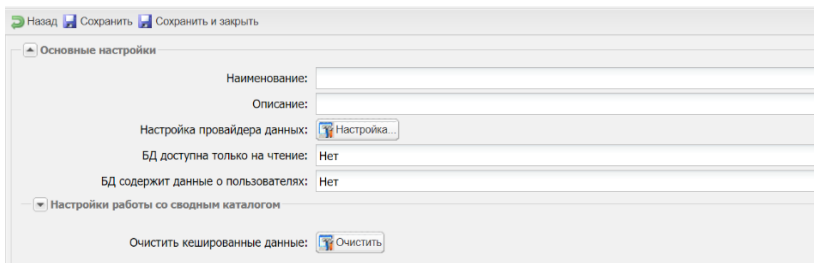 Назад Сохранить Сохранить и закрыть
Основные настройки
Наименование:
Описание:
Настройка провайдера данных: Настройка...
БД доступна только на чтение: Нет
БД содержит данные о пользователях: Нет
Настройки работы со сводным каталогом
Очистить кешированные данные: Очистить